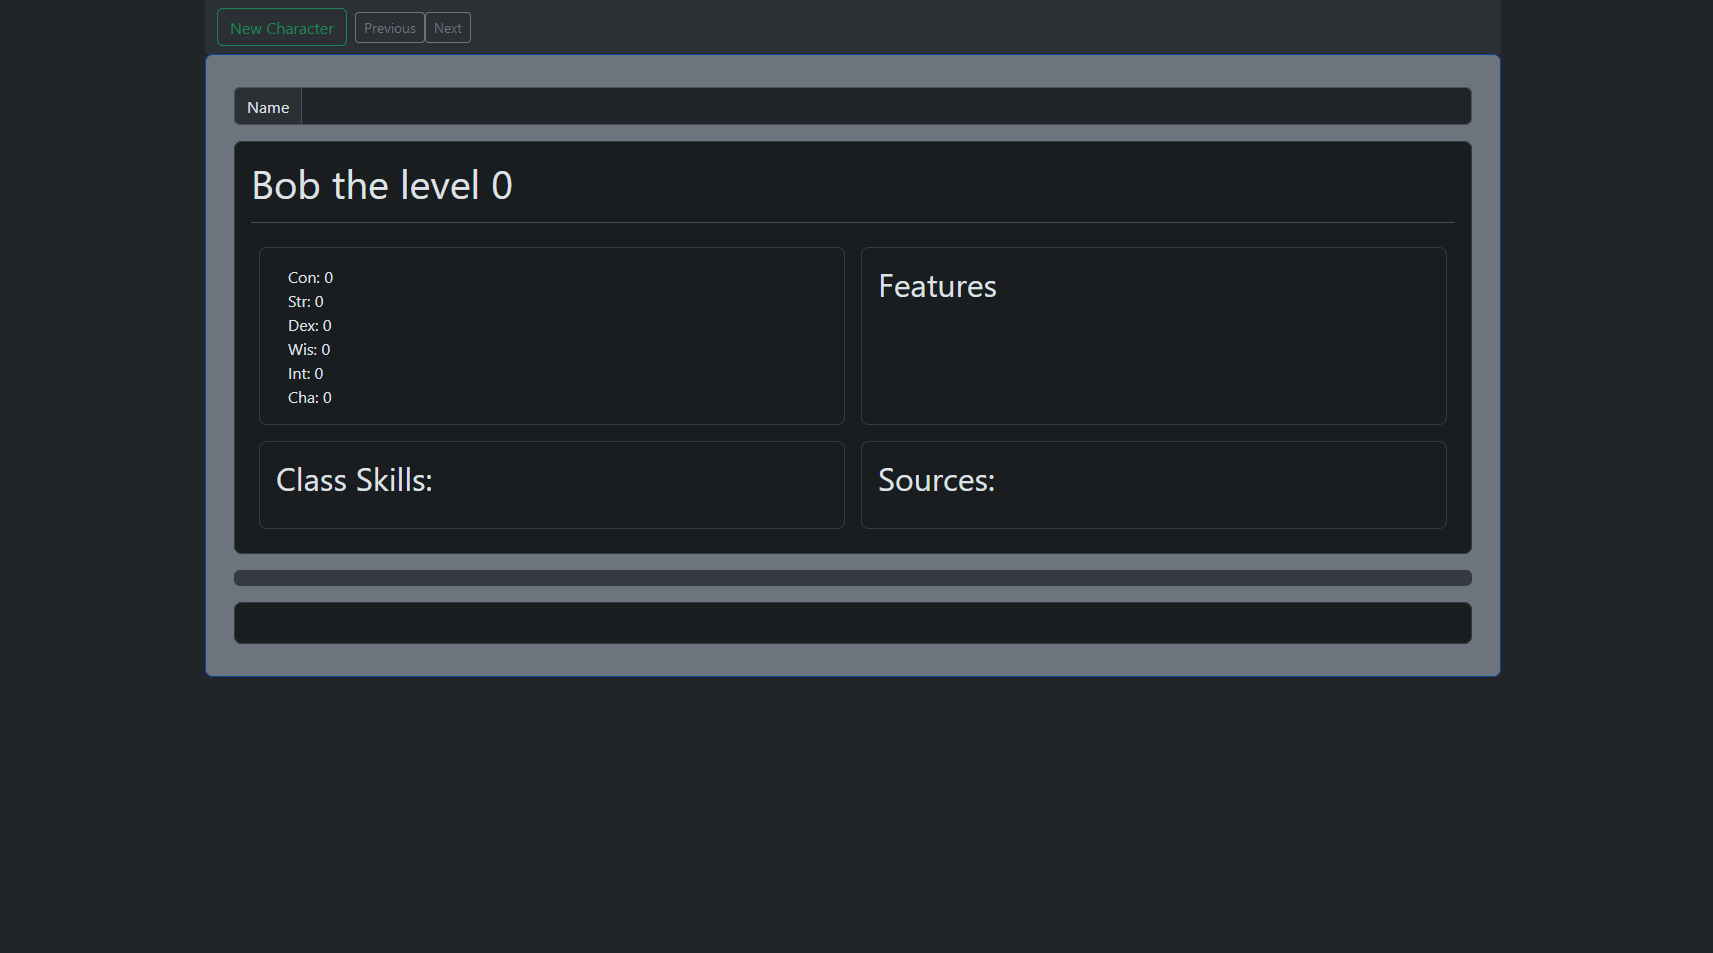 New Character Previous Next
Name
Bob the level 0
Con: 0
Str: 0
Dex: 0
Wis: 0
Int: 0
Cha: 0
Features
Class Skills:
Sources: